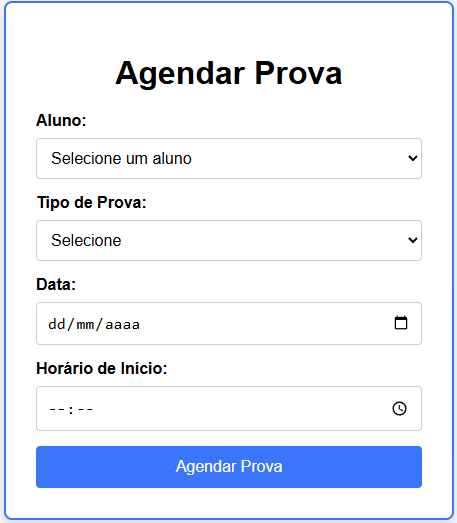 Agendar Prova
Aluno:
Selecione um aluno
Tipo de Prova:
Selecione
Data:
dd/mm/aaaa
Horário de Início:
--:--
Agendar Prova